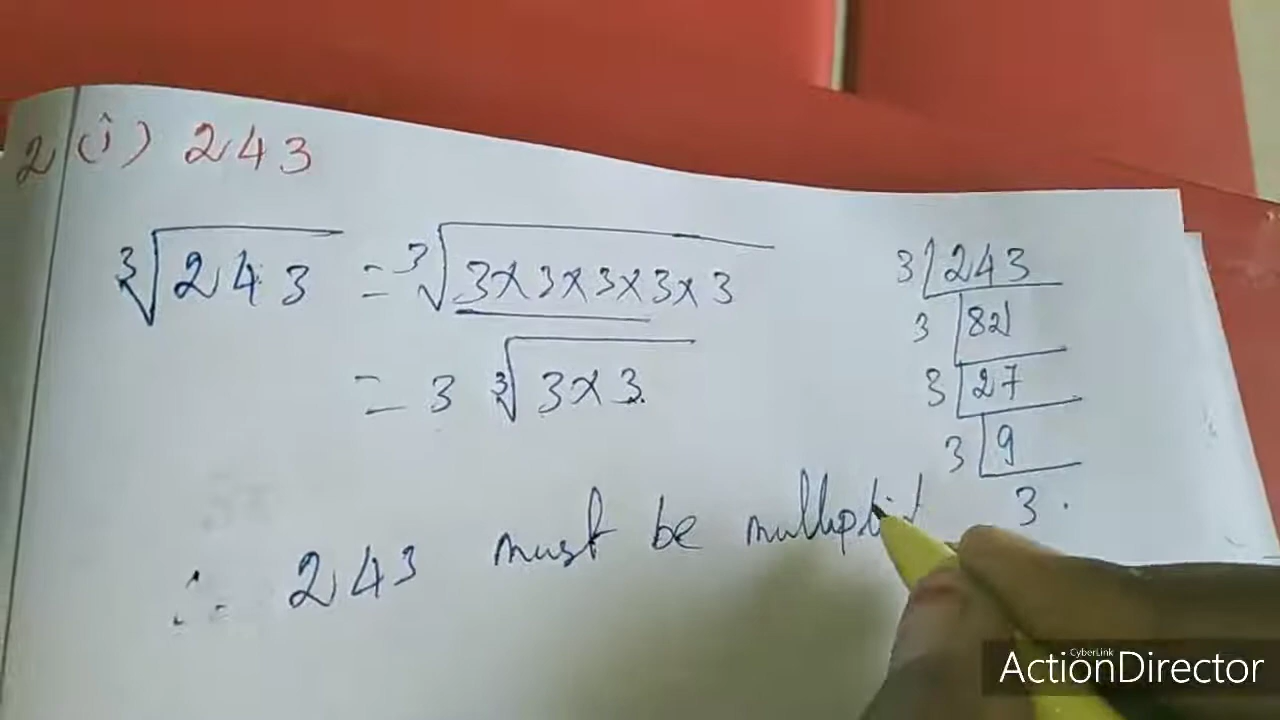 2 (i) 243
∛243 = ∛3×3×3×3×3
= 3 ∛3×3.
3 | 243
3 | 81
3 | 27
3 | 9
3.
∴ 243 must be
CyberLink
ActionDirector